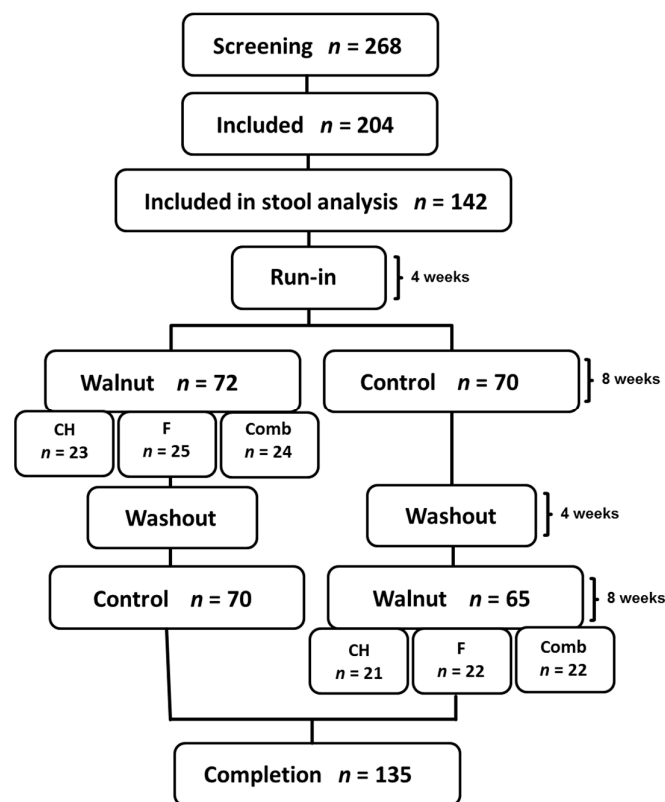 Screening n = 268
Included n = 204
Included in stool analysis n = 142
Run-in
4 weeks
Walnut n = 72
Control n = 70
8 weeks
CH
n = 23
F
n = 25
Comb
n = 24
Washout
Washout
4 weeks
Control n = 70
Walnut n = 65
8 weeks
CH
n = 21
F
n = 22
Comb
n = 22
Completion n = 135